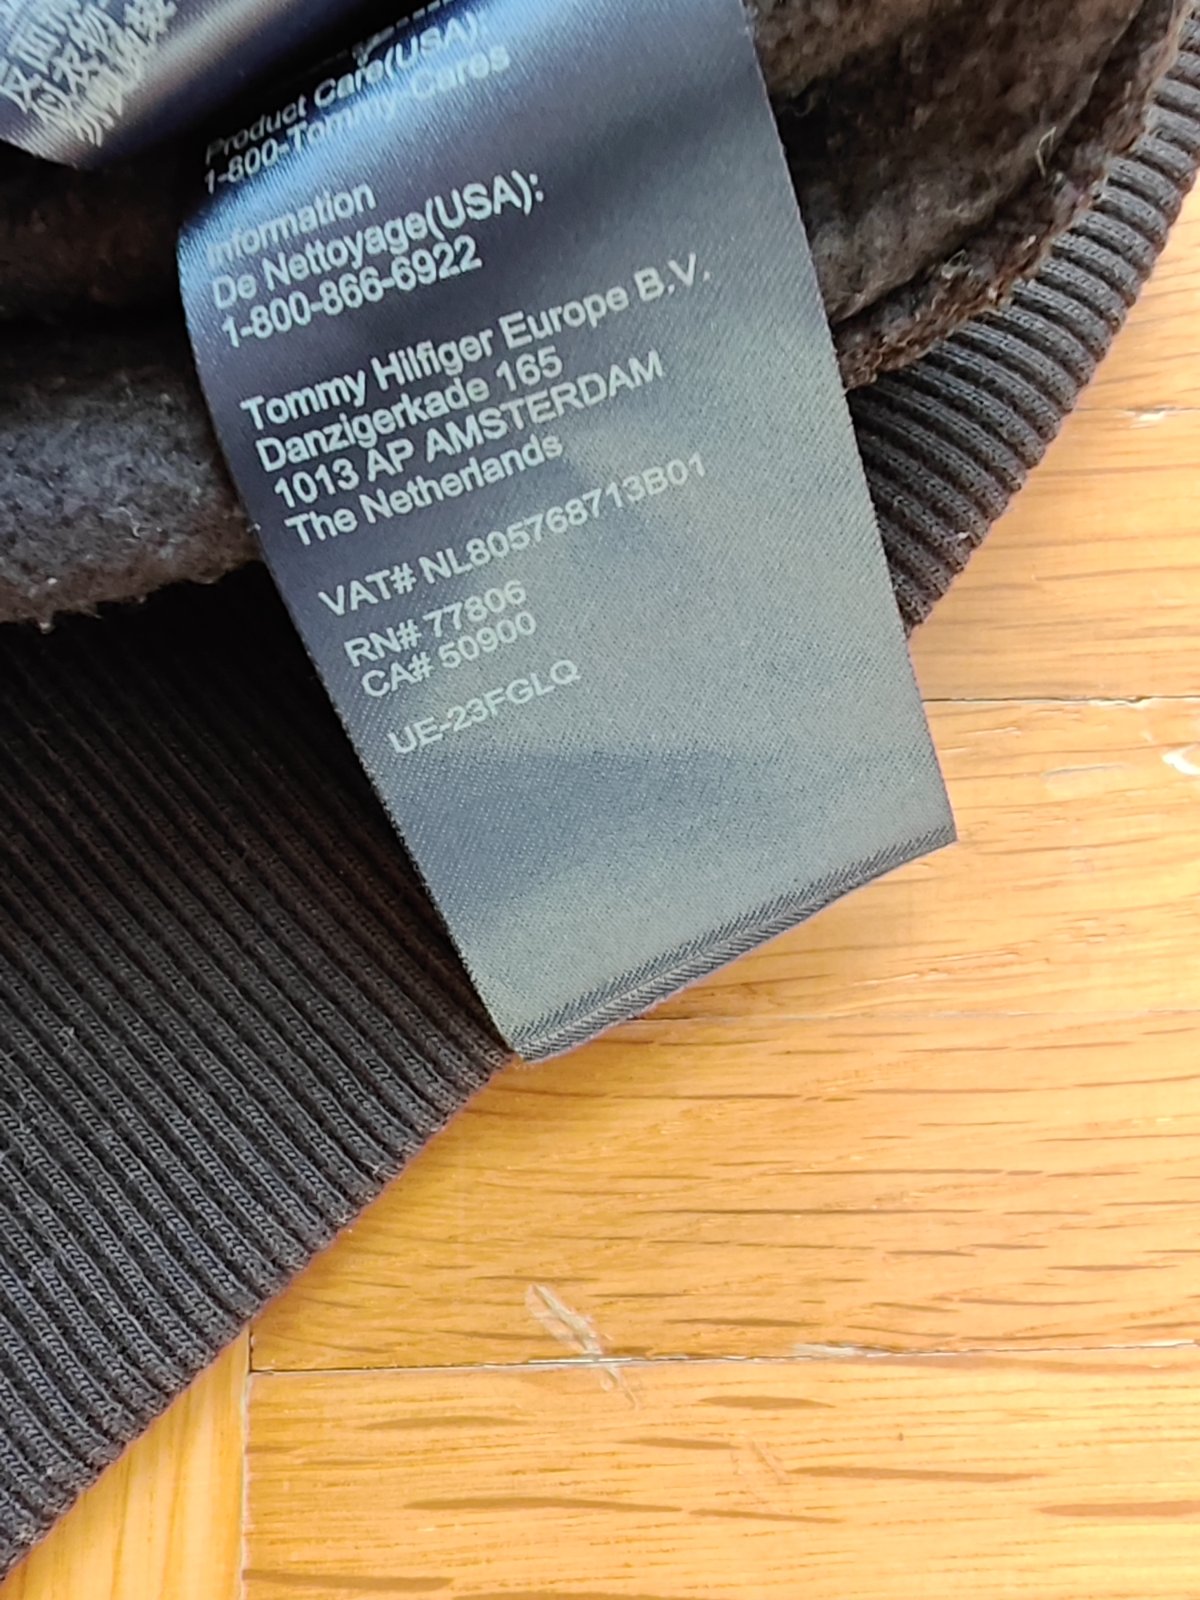 Product Care(USA):
1-800-Tommy-Cares
Information
De Nettoyage(USA):
1-800-866-6922
Tommy Hilfiger Europe B.V.
Danzigerkade 165
1013 AP AMSTERDAM
The Netherlands
VAT# NL805768713B01
RN# 77806
CA# 50900
UE-23FGLQ